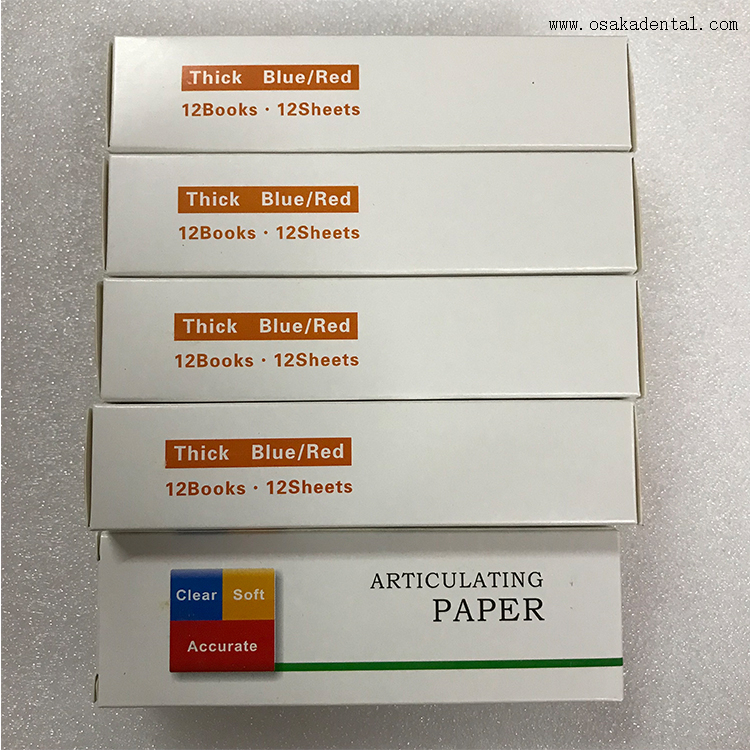 www.osakadental.com
Thick Blue/Red
12Books · 12Sheets
Thick Blue/Red
12Books · 12Sheets
Thick Blue/Red
12Books · 12Sheets
Thick Blue/Red
12Books · 12Sheets
Clear Soft
Accurate
ARTICULATING
PAPER